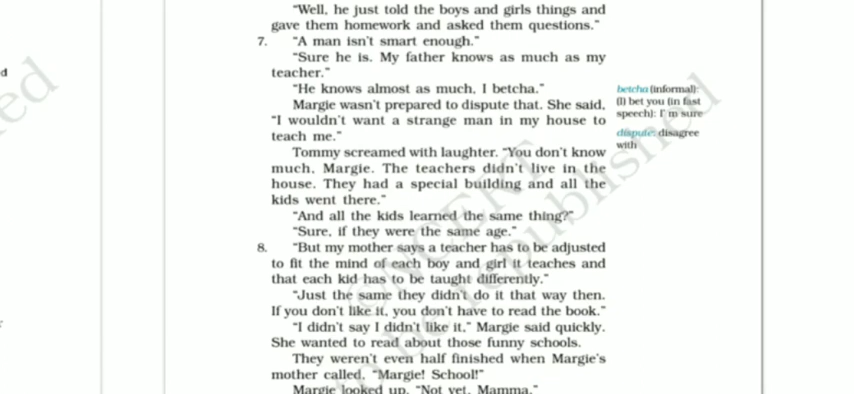 "Well, he just told the boys and girls things and
gave them homework and asked them questions."
7. "A man isn't smart enough."
"Sure he is. My father knows as much as my
teacher."
"He knows almost as much, I betcha."
Margie wasn't prepared to dispute that. She said,
"I wouldn't want a strange man in my house to
teach me."
Tommy screamed with laughter. "You don't know
much, Margie. The teachers didn't live in the
house. They had a special building and all the
kids went there."
"And all the kids learned the same thing?"
"Sure, if they were the same age."
8. "But my mother says a teacher has to be adjusted
to fit the mind of each boy and girl it teaches and
that each kid has to be taught differently."
"Just the same they didn't do it that way then.
If you don't like it, you don't have to read the book."
"I didn't say I didn't like it," Margie said quickly.
She wanted to read about those funny schools.
They weren't even half finished when Margie's
mother called, "Margie! School!"
Margie looked up. "Not yet, Mamma."
betcha (informal):
(I) bet you (in fast
speech): I' m sure
dispute: disagree
with
d
ed
© NCERT
to be republished